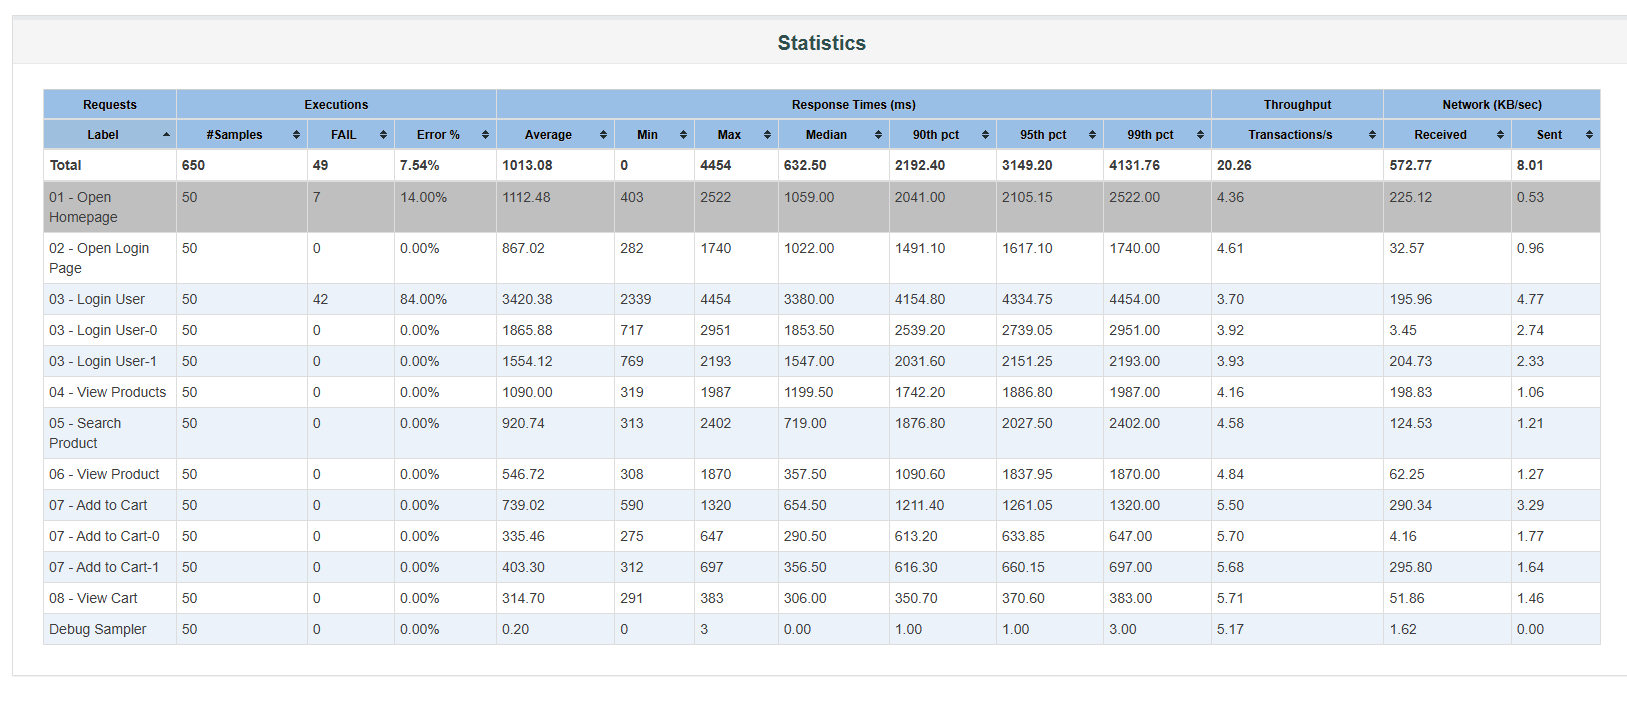 Statistics
Requests Executions Response Times (ms) Throughput Network (KB/sec)
Label #Samples FAIL Error % Average Min Max Median 90th pct 95th pct 99th pct Transactions/s Received Sent
Total 650 49 7.54% 1013.08 0 4454 632.50 2192.40 3149.20 4131.76 20.26 572.77 8.01
01 - Open 50 7 14.00% 1112.48 403 2522 1059.00 2041.00 2105.15 2522.00 4.36 225.12 0.53
Homepage
02 - Open Login 50 0 0.00% 867.02 282 1740 1022.00 1491.10 1617.10 1740.00 4.61 32.57 0.96
Page
03 - Login User 50 42 84.00% 3420.38 2339 4454 3380.00 4154.80 4334.75 4454.00 3.70 195.96 4.77
03 - Login User-0 50 0 0.00% 1865.88 717 2951 1853.50 2539.20 2739.05 2951.00 3.92 3.45 2.74
03 - Login User-1 50 0 0.00% 1554.12 769 2193 1547.00 2031.60 2151.25 2193.00 3.93 204.73 2.33
04 - View Products 50 0 0.00% 1090.00 319 1987 1199.50 1742.20 1886.80 1987.00 4.16 198.83 1.06
05 - Search 50 0 0.00% 920.74 313 2402 719.00 1876.80 2027.50 2402.00 4.58 124.53 1.21
Product
06 - View Product 50 0 0.00% 546.72 308 1870 357.50 1090.60 1837.95 1870.00 4.84 62.25 1.27
07 - Add to Cart 50 0 0.00% 739.02 590 1320 654.50 1211.40 1261.05 1320.00 5.50 290.34 3.29
07 - Add to Cart-0 50 0 0.00% 335.46 275 647 290.50 613.20 633.85 647.00 5.70 4.16 1.77
07 - Add to Cart-1 50 0 0.00% 403.30 312 697 356.50 616.30 660.15 697.00 5.68 295.80 1.64
08 - View Cart 50 0 0.00% 314.70 291 383 306.00 350.70 370.60 383.00 5.71 51.86 1.46
Debug Sampler 50 0 0.00% 0.20 0 3 0.00 1.00 1.00 3.00 5.17 1.62 0.00